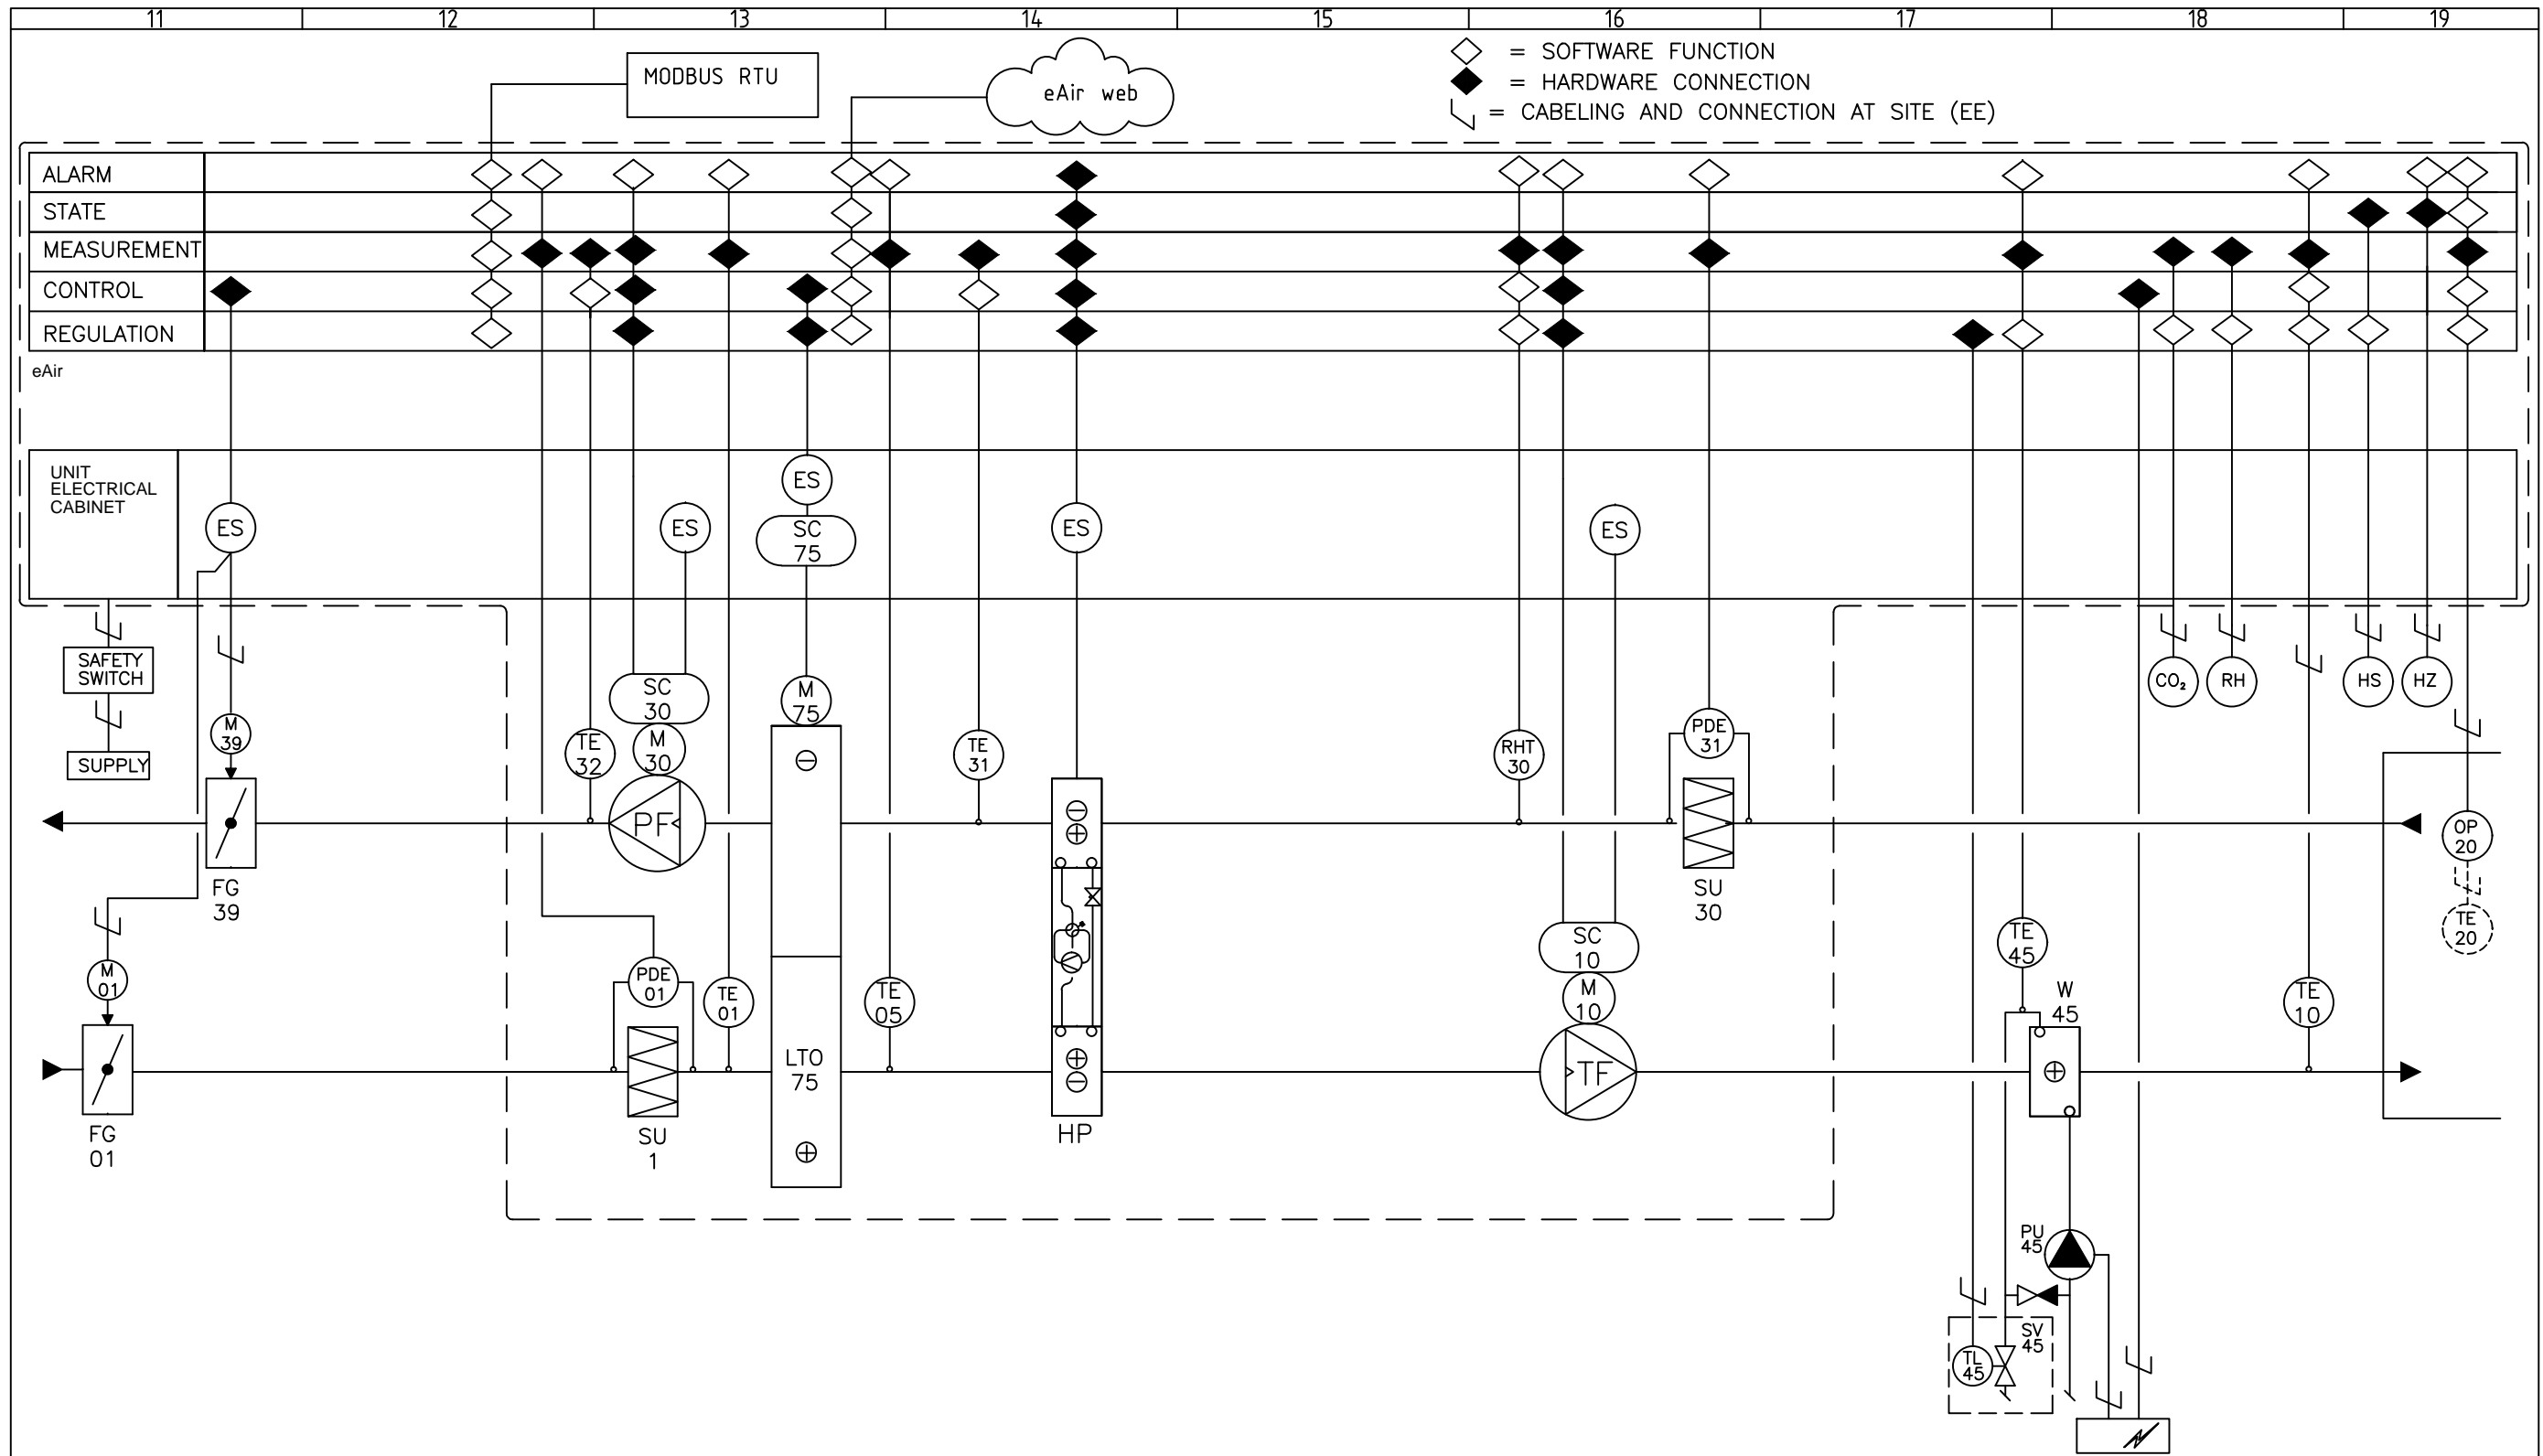 11 12 13 14 15 16 17 18 19
= SOFTWARE FUNCTION
MODBUS RTU
= HARDWARE CONNECTION
eAir web
= CABELING AND CONNECTION AT SITE (EE)
ALARM
STATE
MEASUREMENT
CONTROL
REGULATION
eAir
UNIT
ELECTRICAL
CABINET
ES
ES
ES
SC
75
ES
ES
SAFETY
SWITCH
SUPPLY
M
39
TE
32
SC
30
M
30
M
75
TE
31
RHT
30
PDE
31
CO₂
RH
HS
HZ
PF
FG
39
SU
30
OP
20
TE
20
M
01
PDE
01
TE
01
TE
05
SC
10
M
10
TE
45
W
45
TE
10
LTO
75
TF
FG
01
SU
1
HP
PU
45
SV
45
TL
45